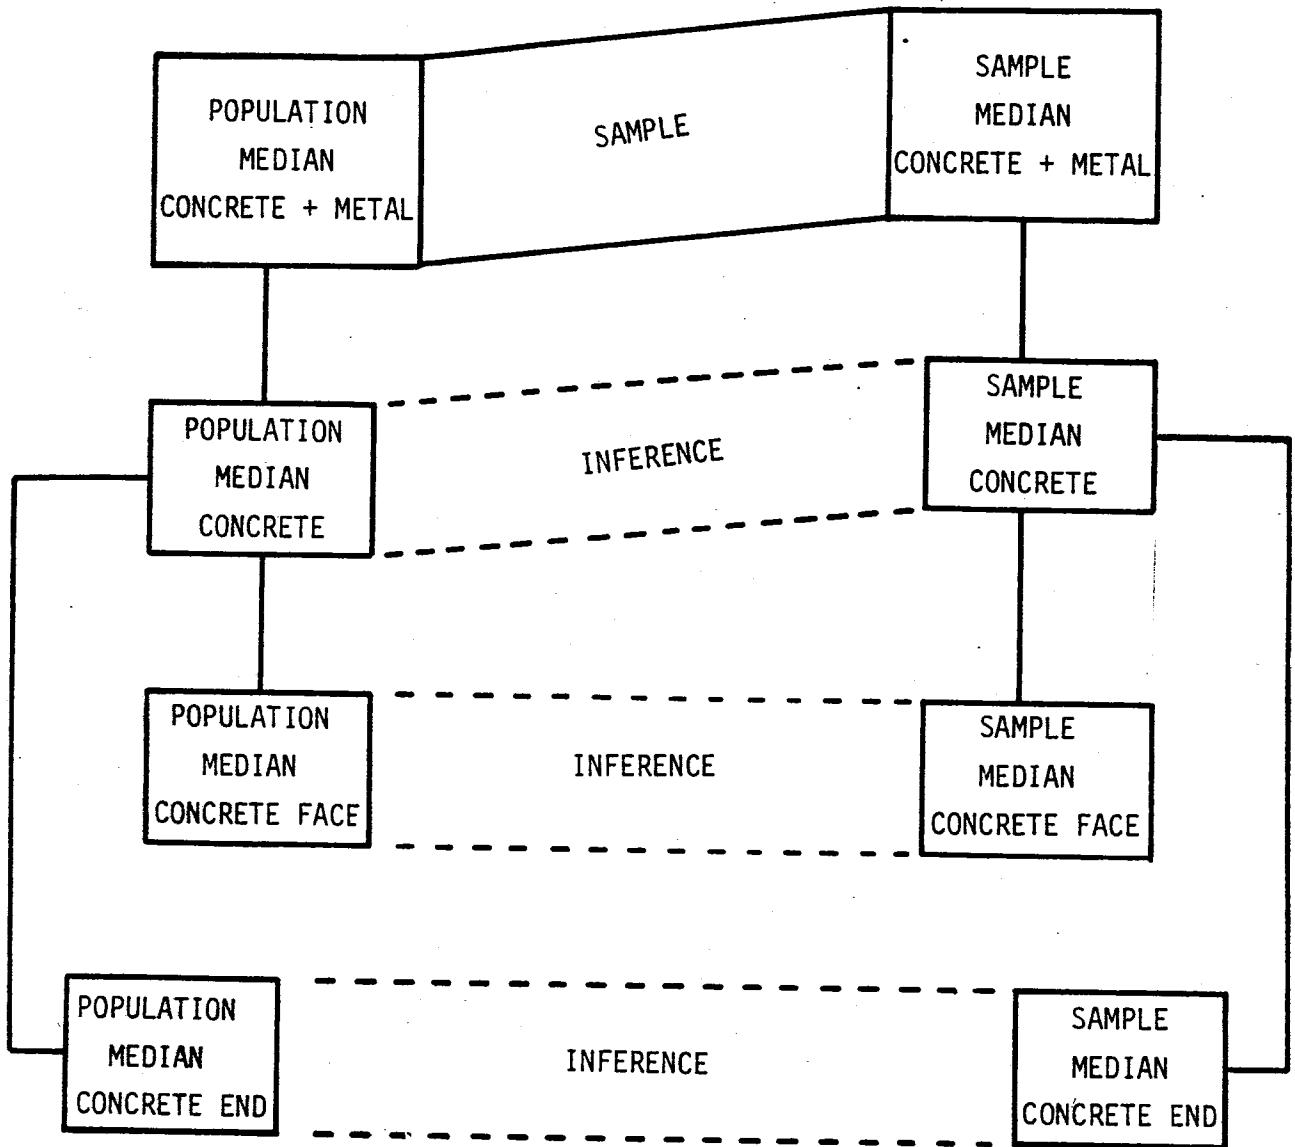 POPULATION
MEDIAN
CONCRETE + METAL
SAMPLE
SAMPLE
MEDIAN
CONCRETE + METAL
POPULATION
MEDIAN
CONCRETE
INFERENCE
SAMPLE
MEDIAN
CONCRETE
POPULATION
MEDIAN
CONCRETE FACE
INFERENCE
SAMPLE
MEDIAN
CONCRETE FACE
POPULATION
MEDIAN
CONCRETE END
INFERENCE
SAMPLE
MEDIAN
CONCRETE END